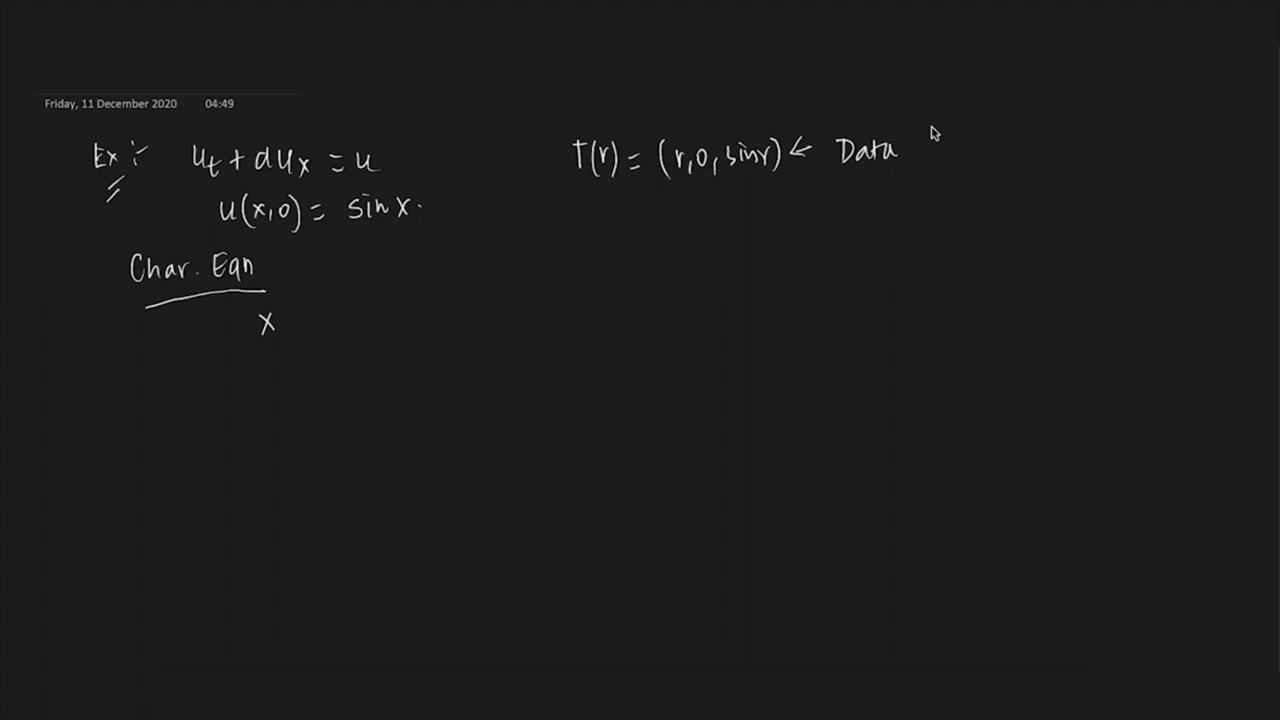 Friday, 11 December 2020 04:49
Ex :- u_t + d u_x = u
u(x,0) = sin x.
Char. Eqn
x
Γ(r) = (r,0, sin r) ← Data